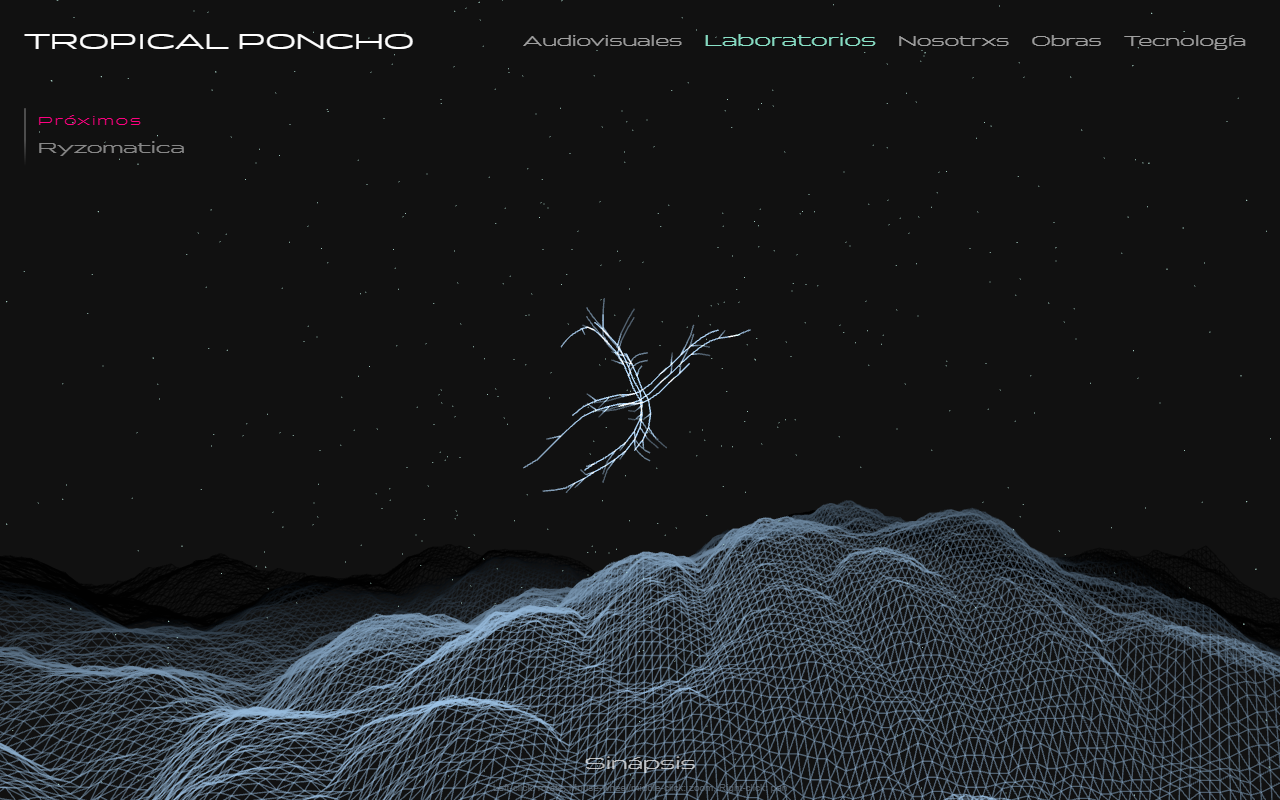 TROPICAL PONCHO
Audiovisuales Laboratorios Nosotrxs Obras Tecnología
Próximos
Ryzomatica
Sinápsis